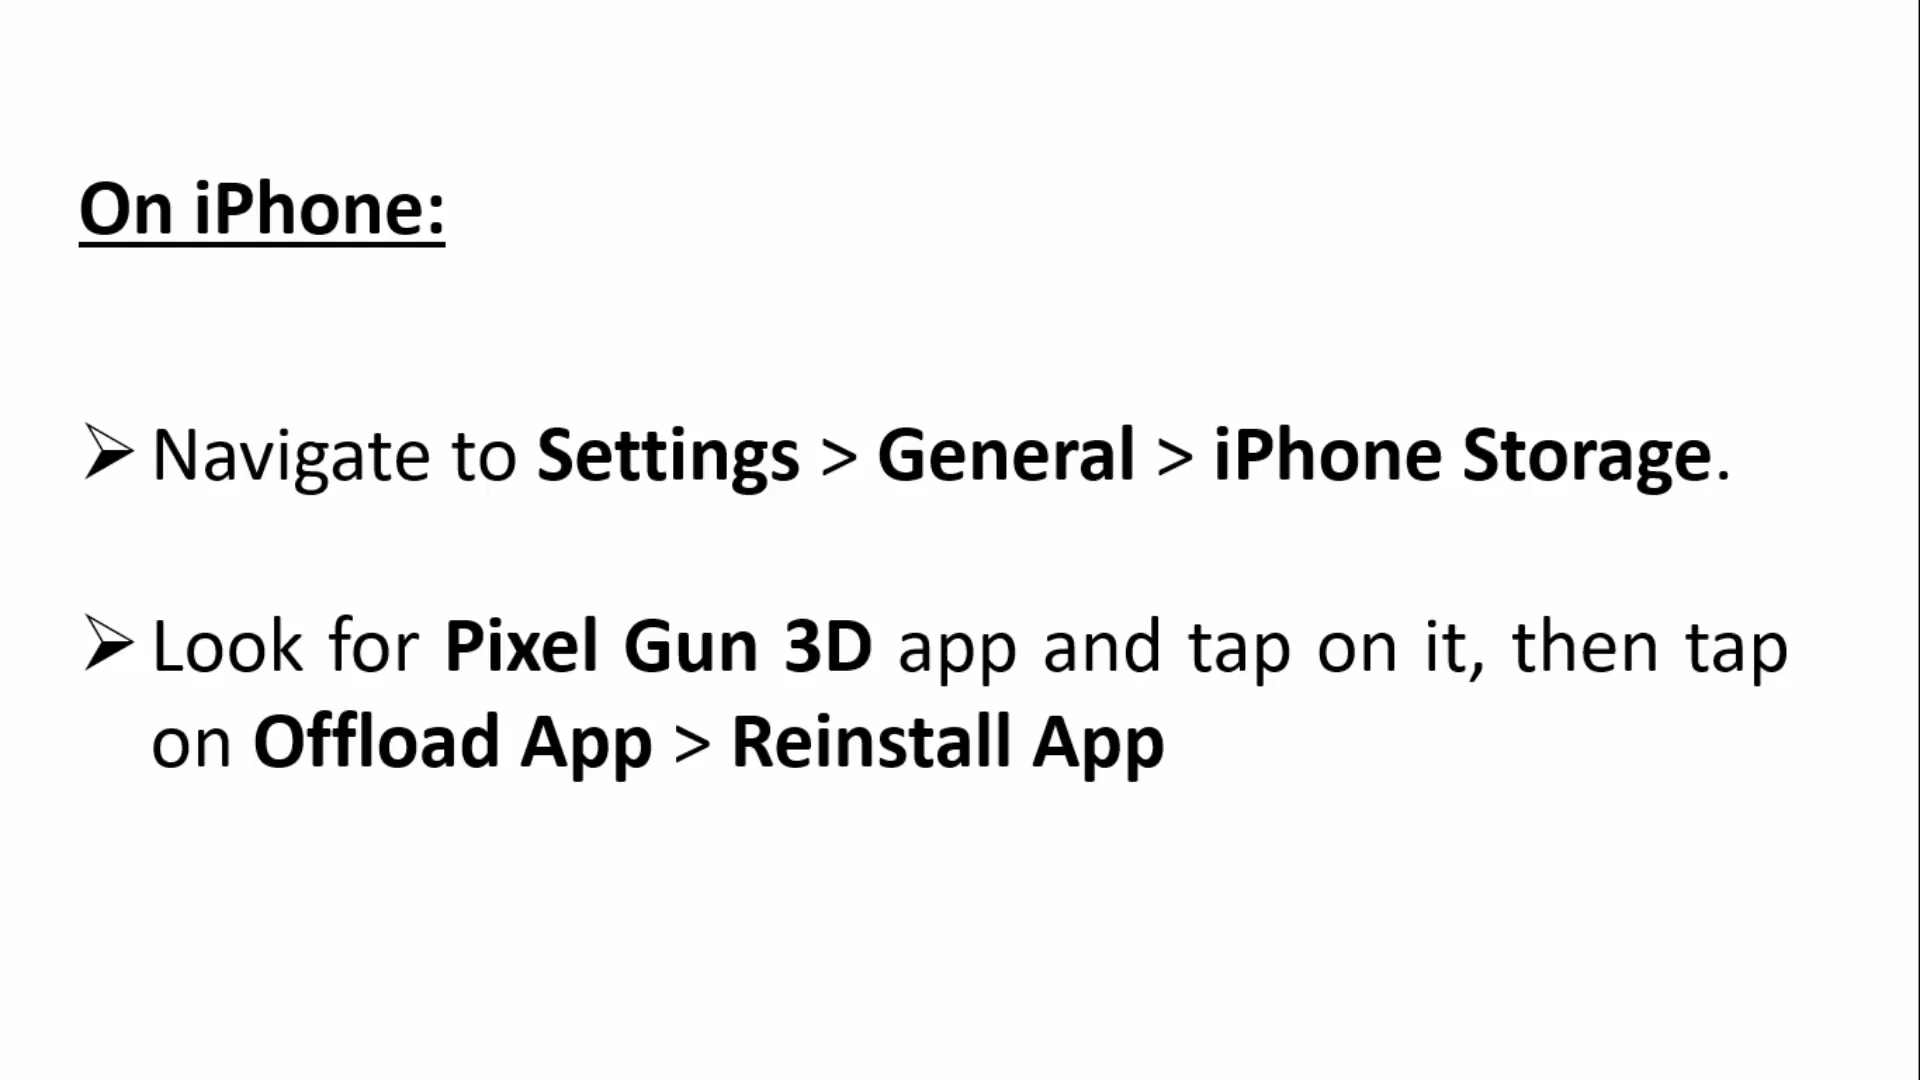 On iPhone:
➢ Navigate to Settings > General > iPhone Storage.
➢ Look for Pixel Gun 3D app and tap on it, then tap
on Offload App > Reinstall App